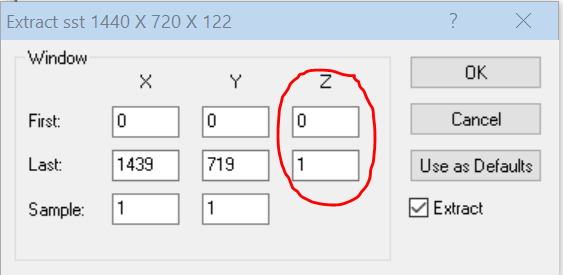 Extract sst 1440 X 720 X 122 ? ×
Window
X Y Z
First: 0 0 0
Last: 1439 719 1
Sample: 1 1
OK
Cancel
Use as Defaults
Extract